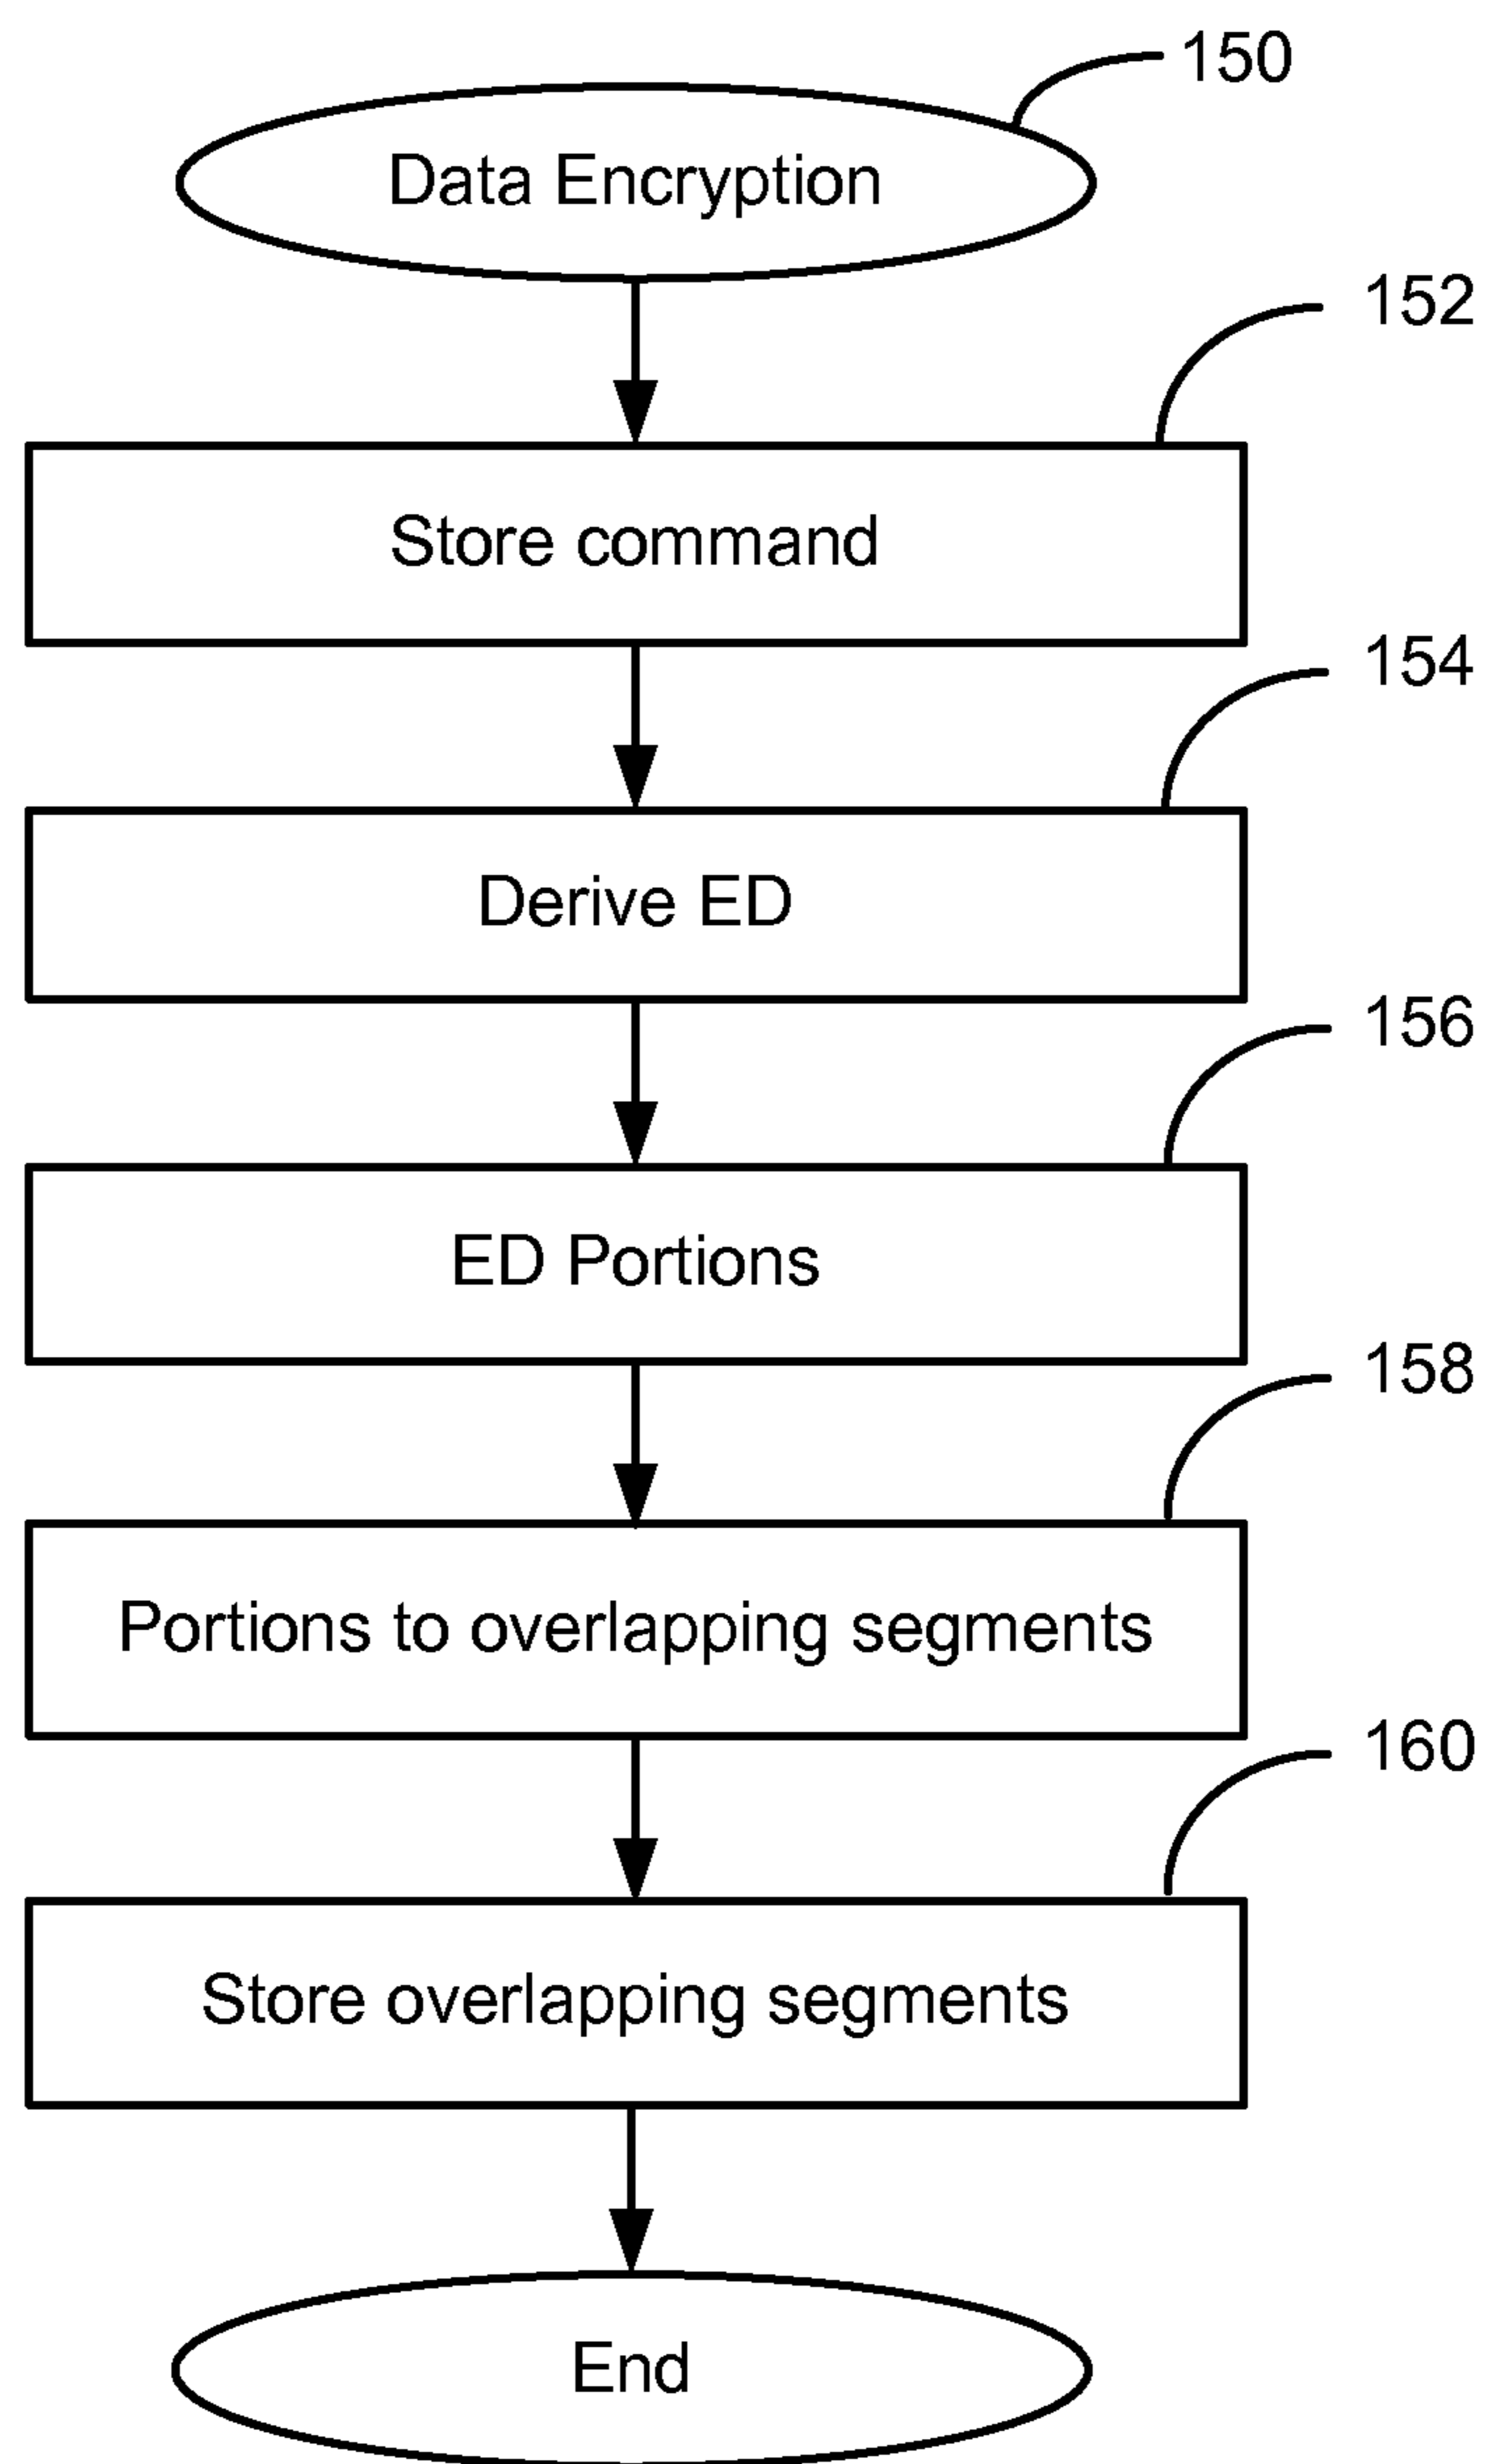 150
Data Encryption
152
Store command
154
Derive ED
156
ED Portions
158
Portions to overlapping segments
160
Store overlapping segments
End